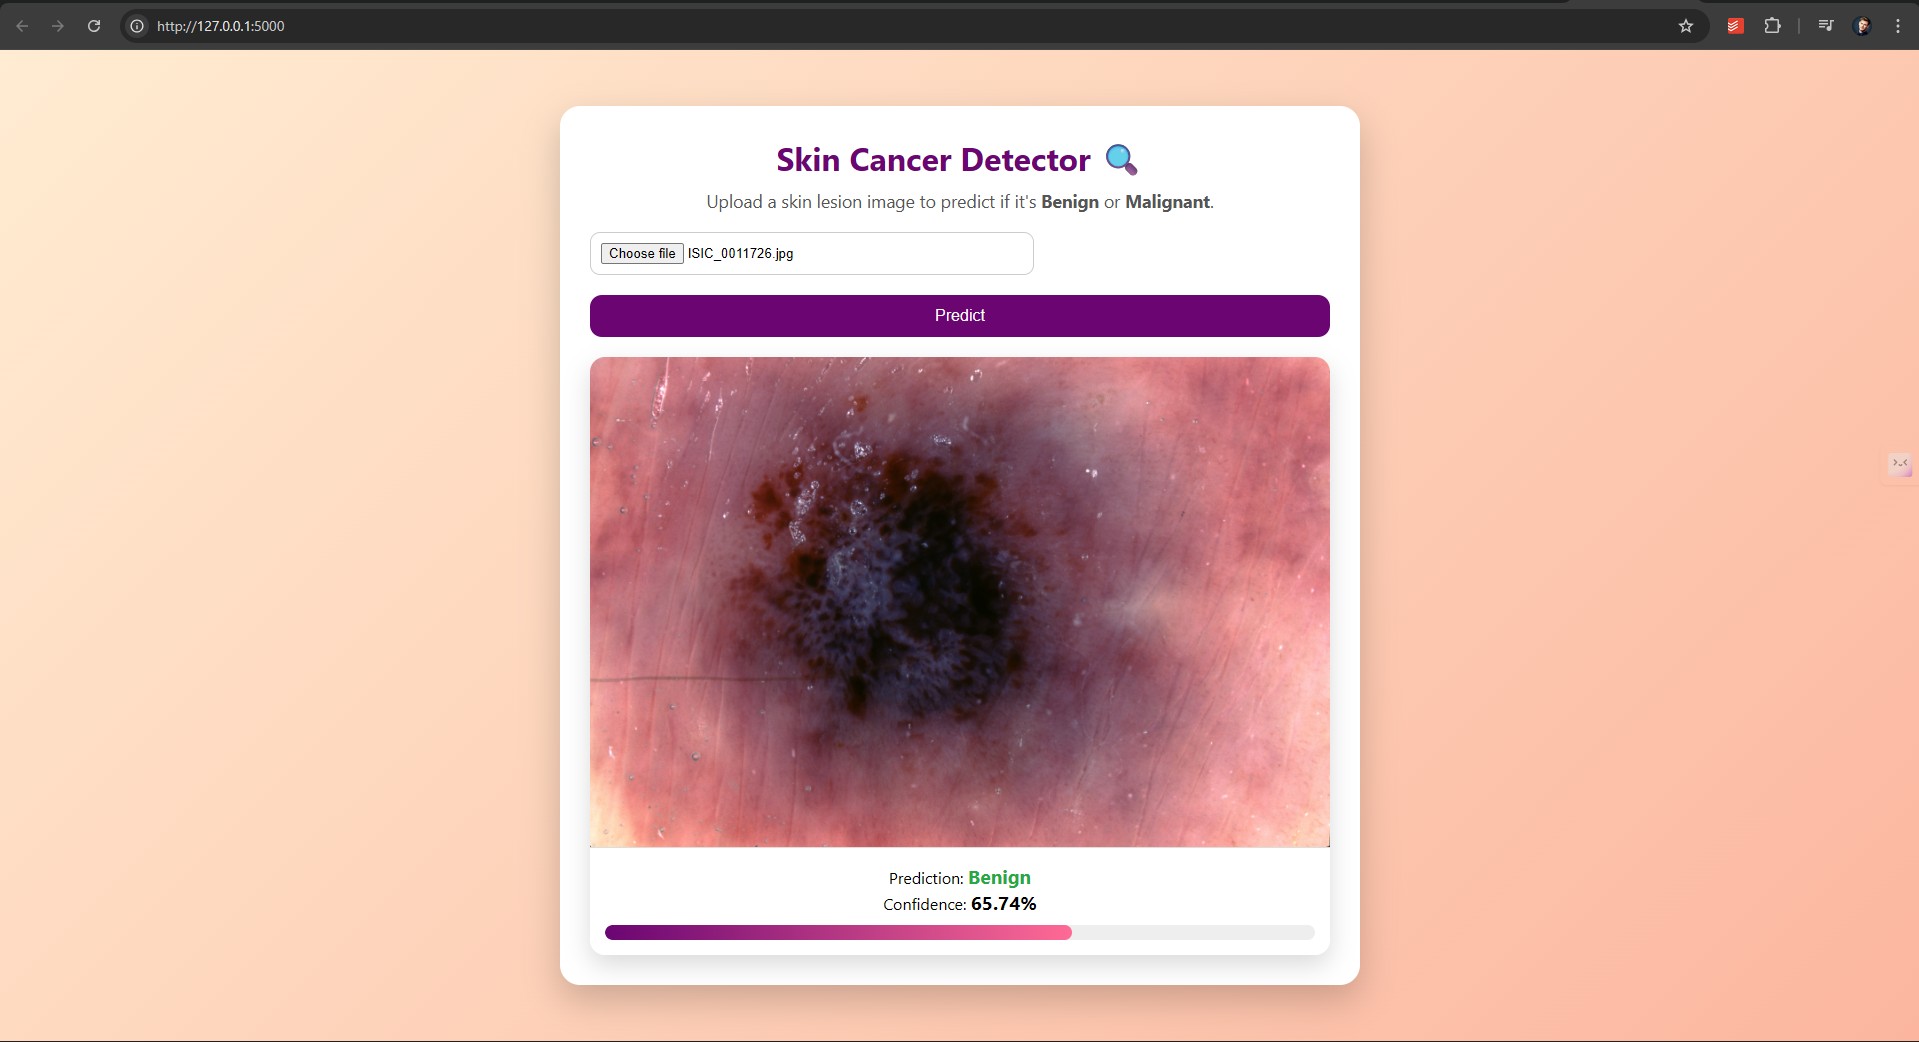 http://127.0.0.1:5000
Skin Cancer Detector
Upload a skin lesion image to predict if it's Benign or Malignant.
Choose file ISIC_0011726.jpg
Predict
Prediction: Benign
Confidence: 65.74%